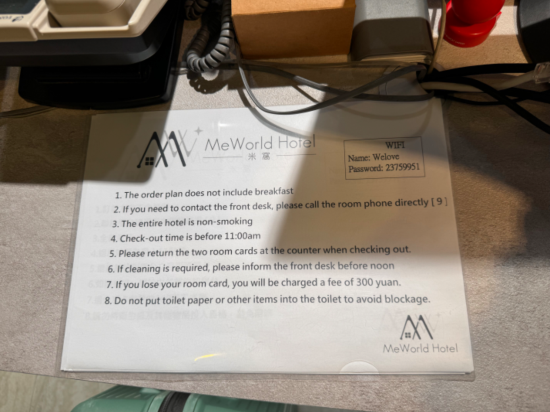 MeWorld Hotel
米窩
WIFI
Name: Welove
Password: 23759951
1. The order plan does not include breakfast
2. If you need to contact the front desk, please call the room phone directly [ 9 ]
3. The entire hotel is non-smoking
4. Check-out time is before 11:00am
5. Please return the two room cards at the counter when checking out.
6. If cleaning is required, please inform the front desk before noon
7. If you lose your room card, you will be charged a fee of 300 yuan.
8. Do not put toilet paper or other items into the toilet to avoid blockage.
MeWorld Hotel